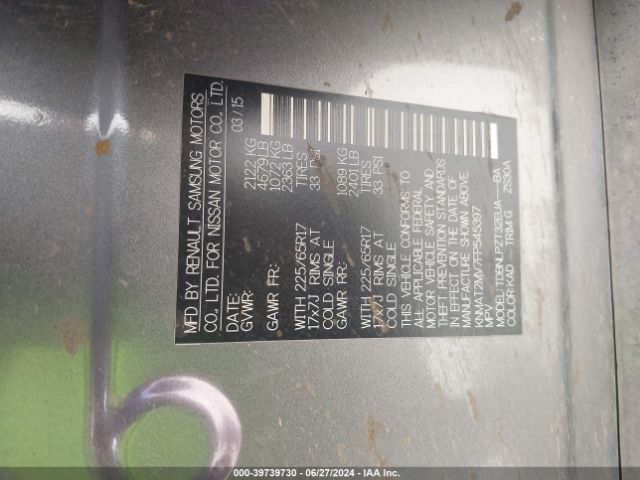 MFD BY RENAULT SAMSUNG MOTORS
CO., LTD. FOR NISSAN MOTOR CO., LTD.
DATE: 03/15
GVWR: 2122 KG
4679 LB
GAWR FR: 1072 KG
2363 LB
WITH 225/65R17 TIRES
17x7J RIMS AT 33 PSI
COLD SINGLE
GAWR RR: 1089 KG
2401 LB
WITH 225/65R17 TIRES
17x7J RIMS AT 33 PSI
COLD SINGLE
THIS VEHICLE CONFORMS TO
ALL APPLICABLE FEDERAL
MOTOR VEHICLE SAFETY AND
THEFT PREVENTION STANDARDS
IN EFFECT ON THE DATE OF
MANUFACTURE SHOWN ABOVE
KNMAT2MV7FP545397
MPV
COLOR:KAD TRIM:G
000-39739730 - 06/27/2024 - IAA Inc.